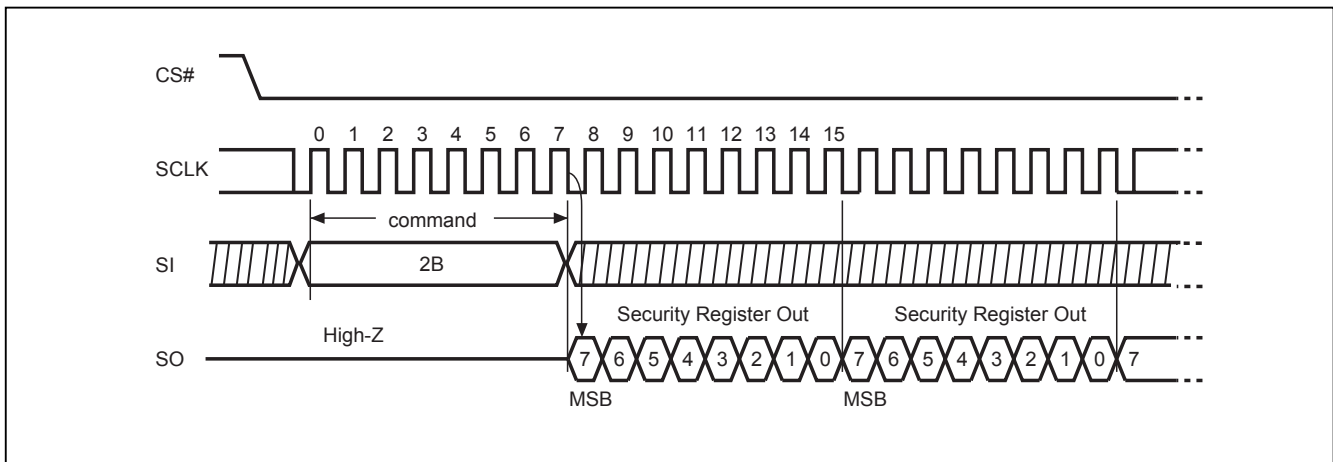 CS#
0 1 2 3 4 5 6 7 8 9 10 11 12 13 14 15
SCLK
command
SI
2B
Security Register Out Security Register Out
High-Z
SO
7 6 5 4 3 2 1 0 7 6 5 4 3 2 1 0 7
MSB MSB